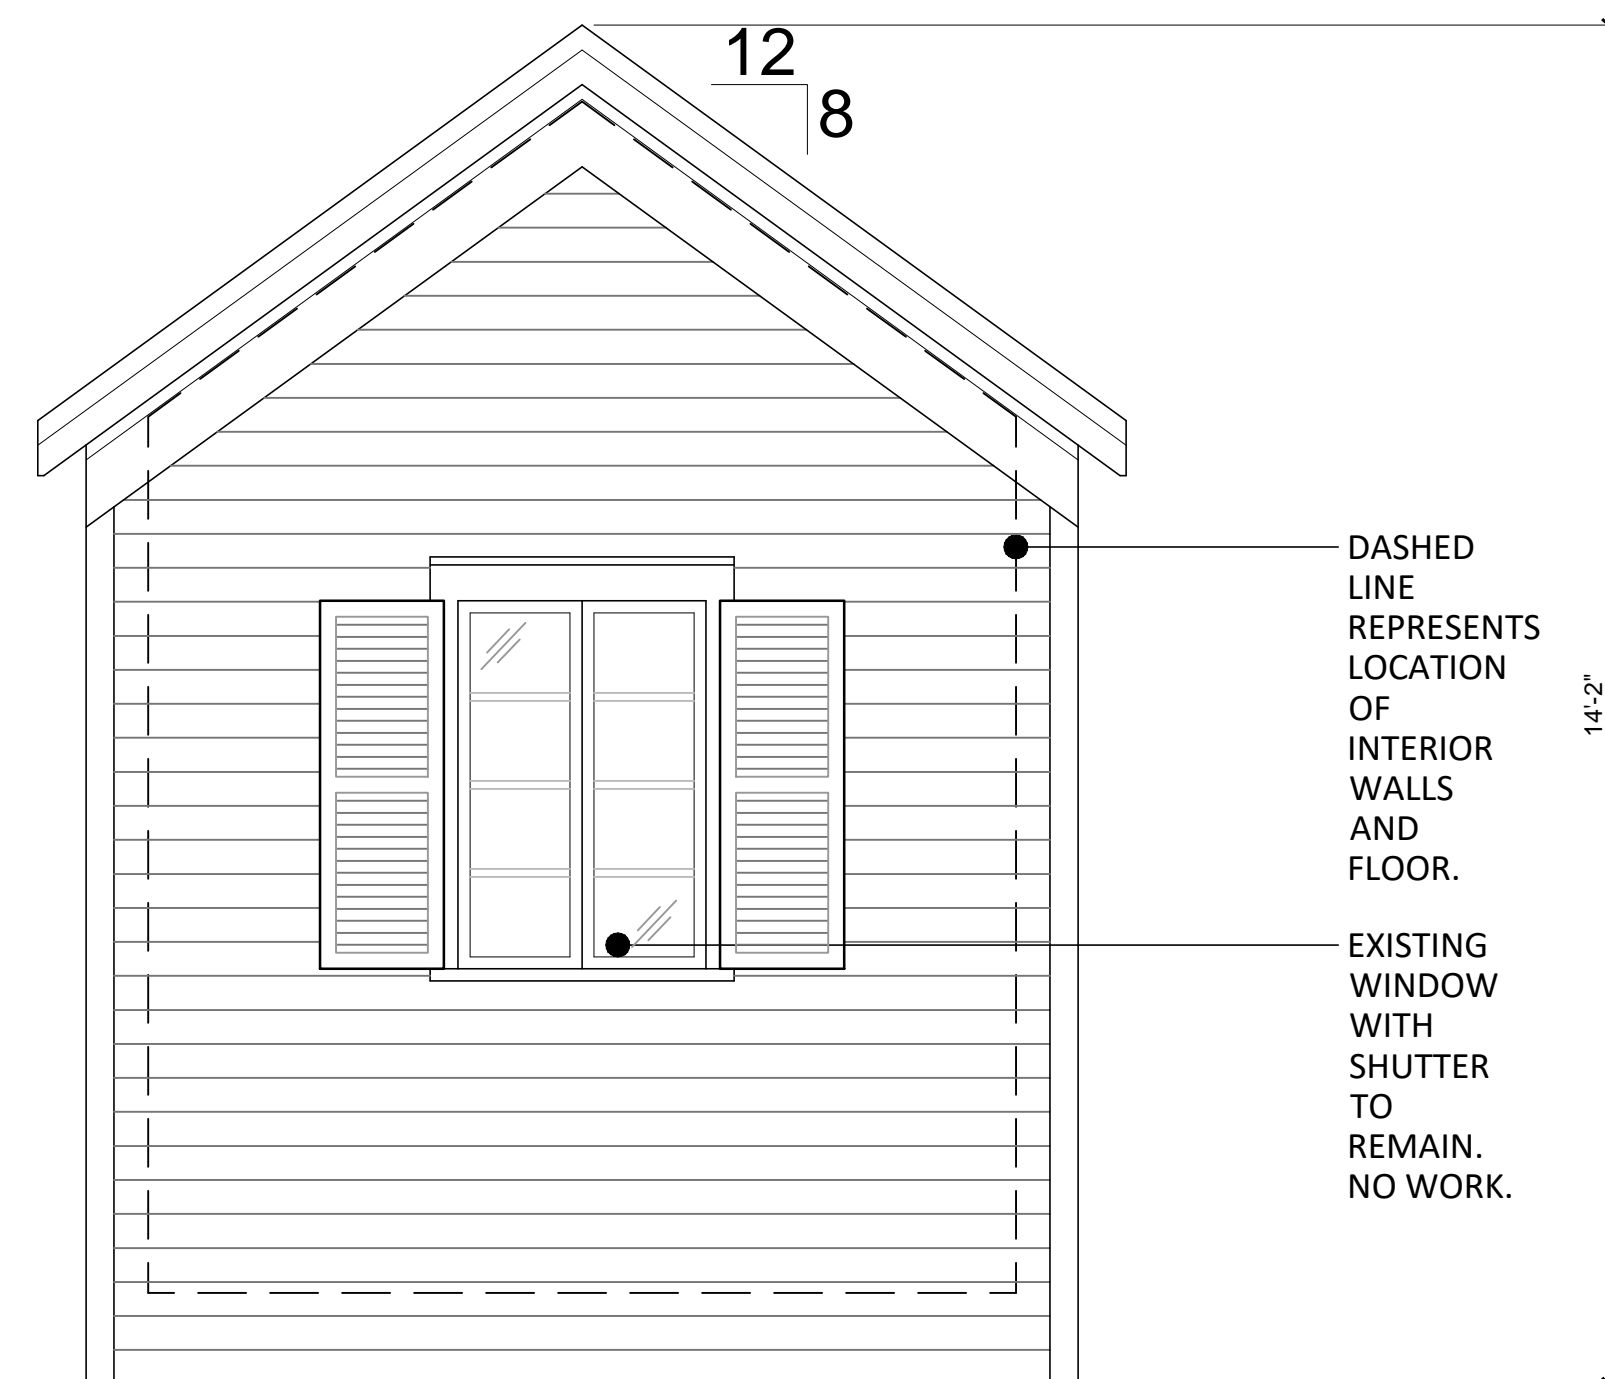 12
8
DASHED
LINE
REPRESENTS
LOCATION
OF
INTERIOR
WALLS
AND
FLOOR.
14'-2"
EXISTING
WINDOW
WITH
SHUTTER
TO
REMAIN.
NO WORK.